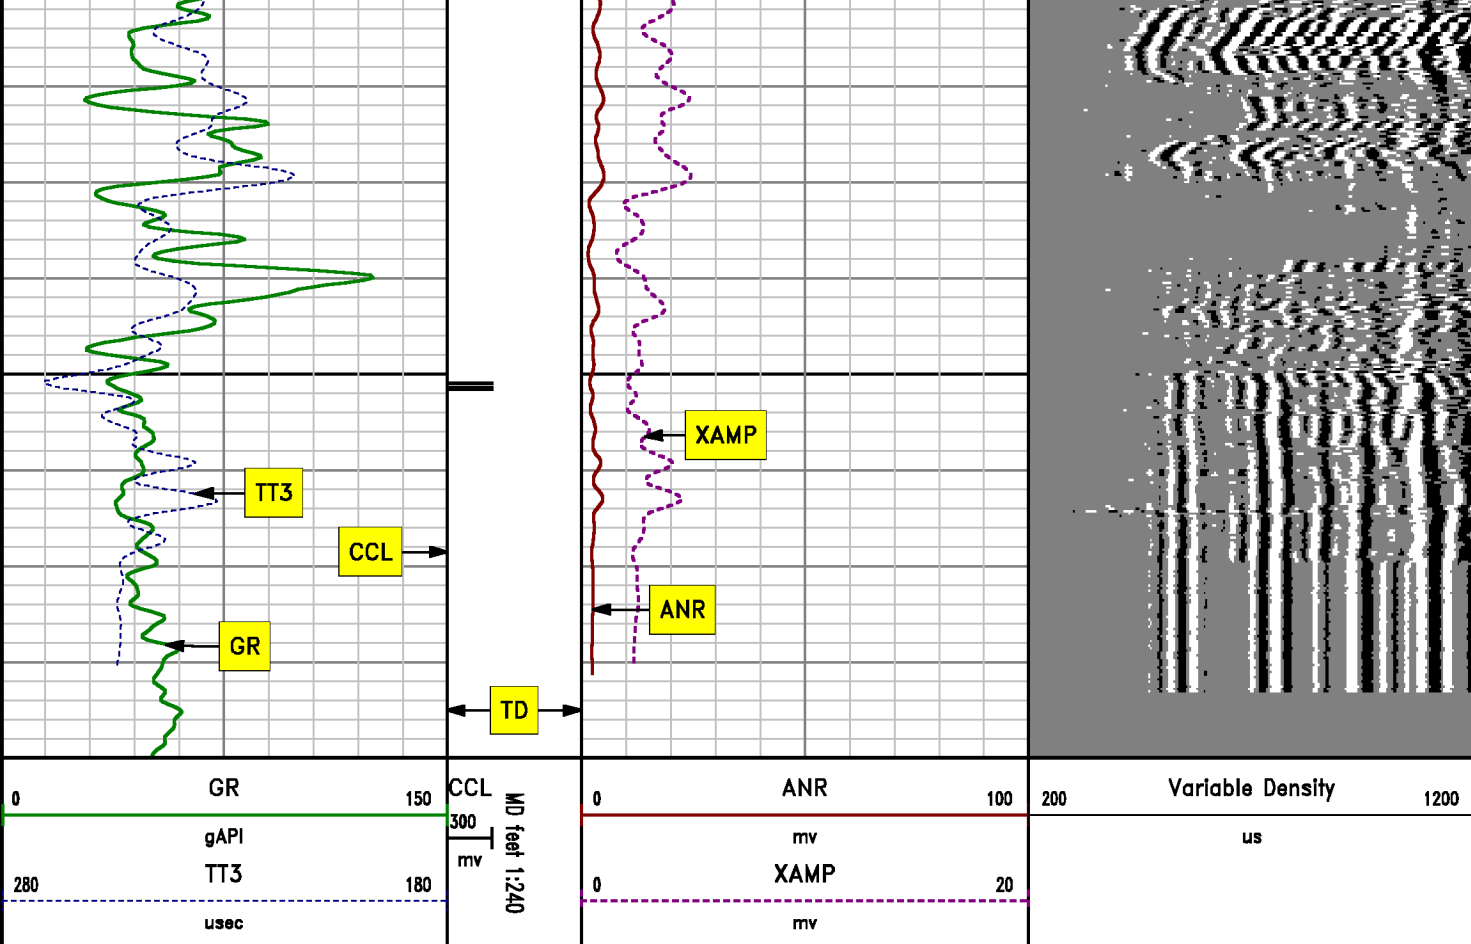 XAMP
TT3
CCL
ANR
GR
TD
GR
0 150
gAPI
TT3
280 180
usec
CCL
300
mv
MD feet 1:240
ANR
0 100
mv
XAMP
0 20
mv
Variable Density
200 1200
us